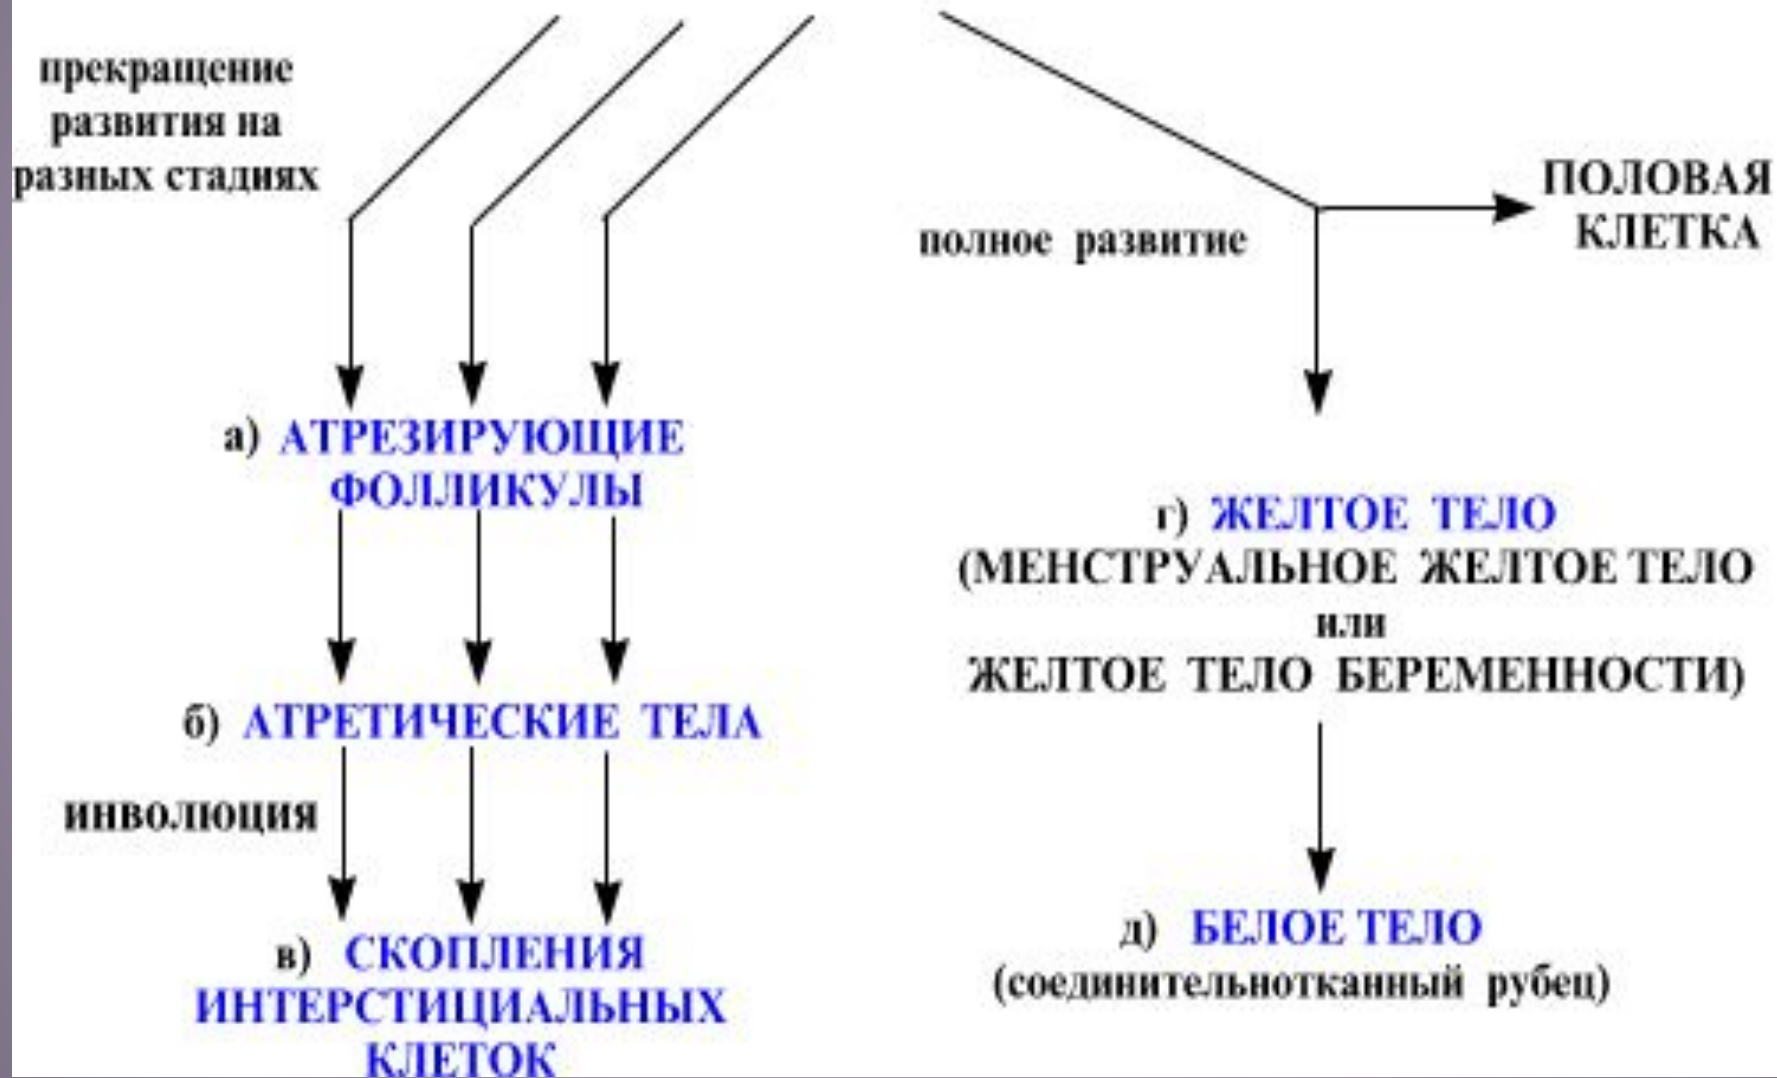 прекращение
развития на
разных стадиях
полное развитие
ПОЛОВАЯ
КЛЕТКА
а) АТРЕЗИРУЮЩИЕ
ФОЛЛИКУЛЫ
б) АТРЕТИЧЕСКИЕ ТЕЛА
ИНВОЛЮЦИЯ
в) СКОПЛЕНИЯ
ИНТЕРСТИЦИАЛЬНЫХ
КЛЕТОК
г) ЖЕЛТОЕ ТЕЛО
(МЕНСТРУАЛЬНОЕ ЖЕЛТОЕ ТЕЛО
или
ЖЕЛТОЕ ТЕЛО БЕРЕМЕННОСТИ)
д) БЕЛОЕ ТЕЛО
(соединительнотканный рубец)